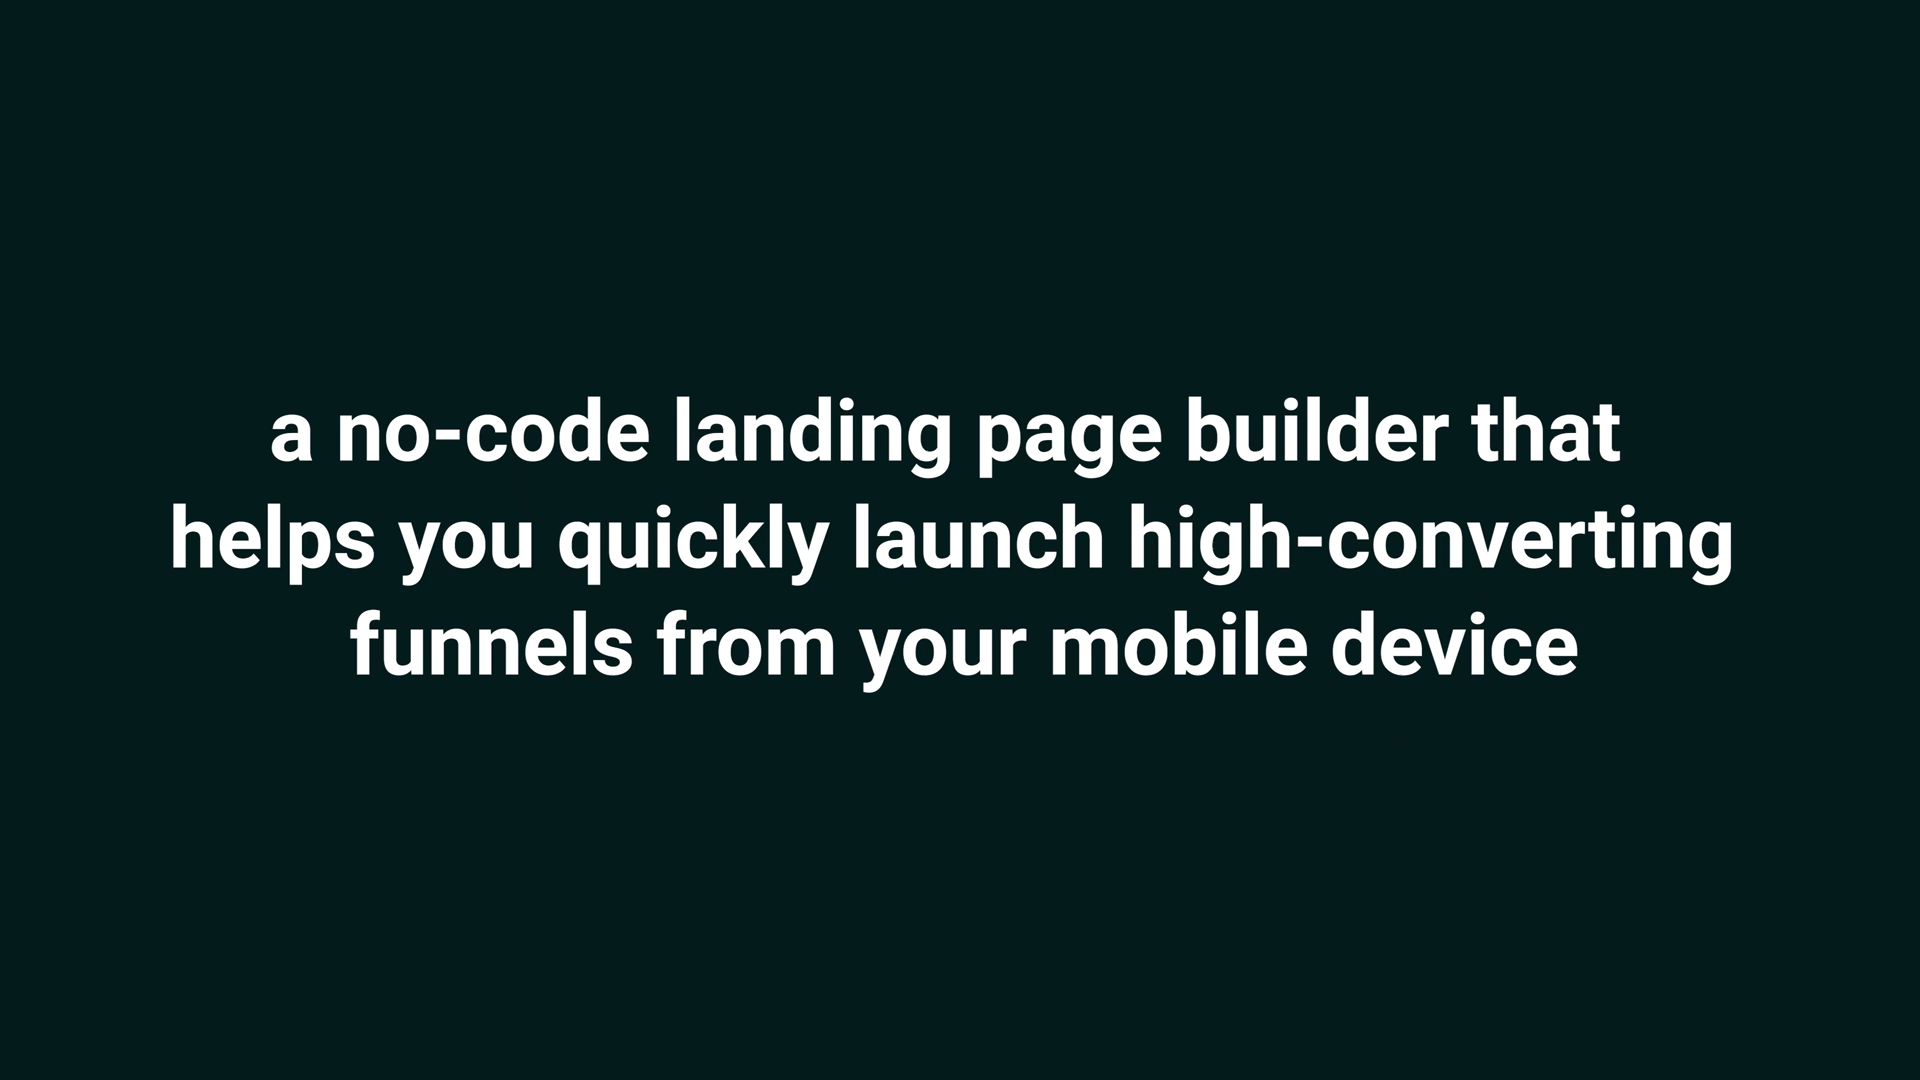 a no-code landing page builder that
helps you quickly launch high-converting
funnels from your mobile device